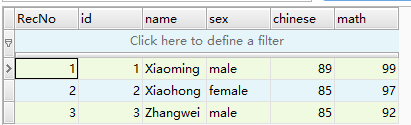 RecNo id name sex chinese math
Click here to define a filter
1 1 Xiaoming male 89 99
2 2 Xiaohong female 85 97
3 3 Zhangwei male 85 92